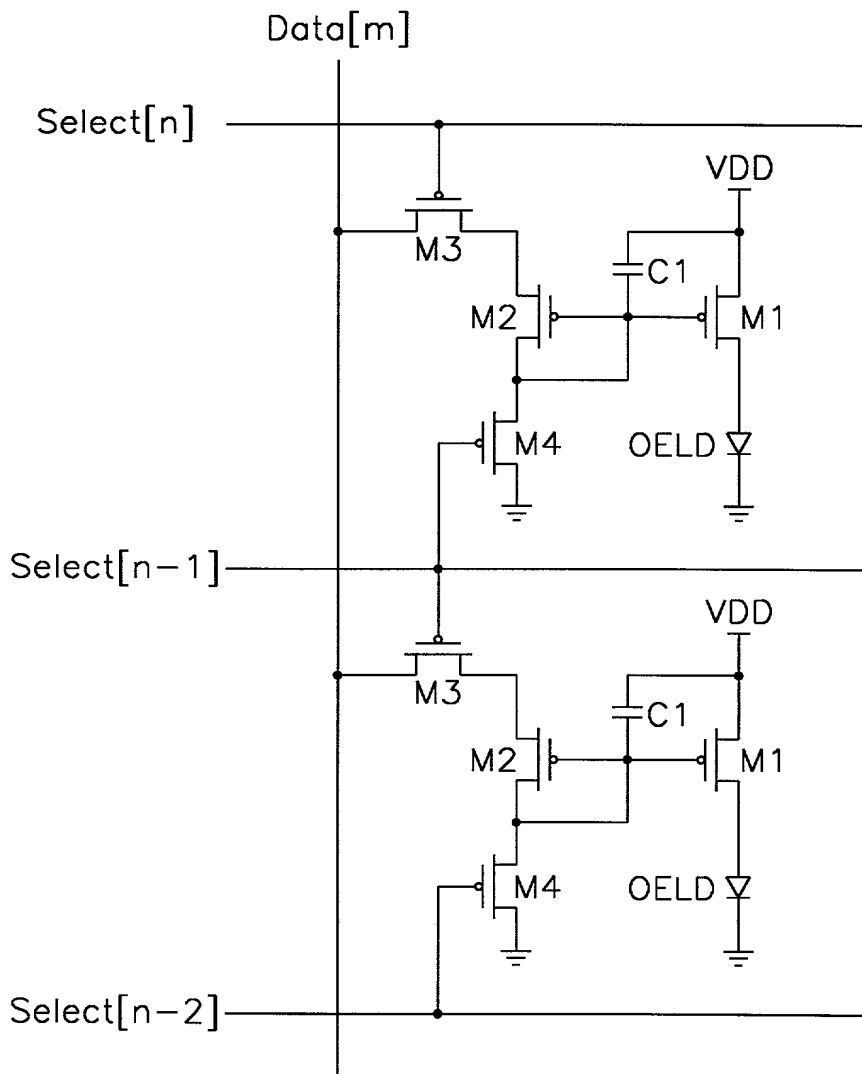 Data[m]
Select[n]
VDD
M3
C1
M2
M1
M4
OELD
Select[n-1]
VDD
M3
C1
M2
M1
M4
OELD
Select[n-2]